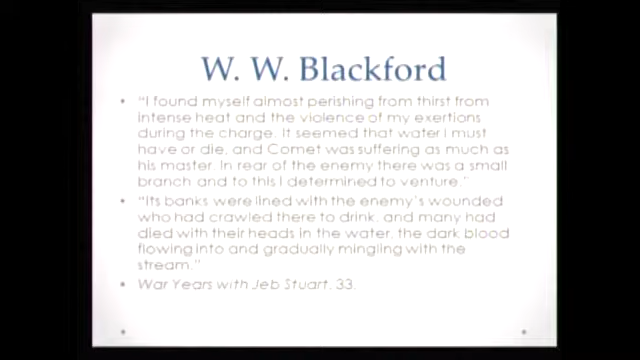 W. W. Blackford
• "I found myself almost perishing from thirst from
intense heat and the violence of my exertions
during the charge. It seemed that water I must
have or die, and Comet was suffering as much as
his master. In rear of the enemy there was a small
branch and to this I determined to venture."
• "Its banks were lined with the enemy's wounded
who had crawled there to drink, and many had
died with their heads in the water, the dark blood
flowing into and gradually mingling with the
stream."
• War Years with Jeb Stuart, 33.